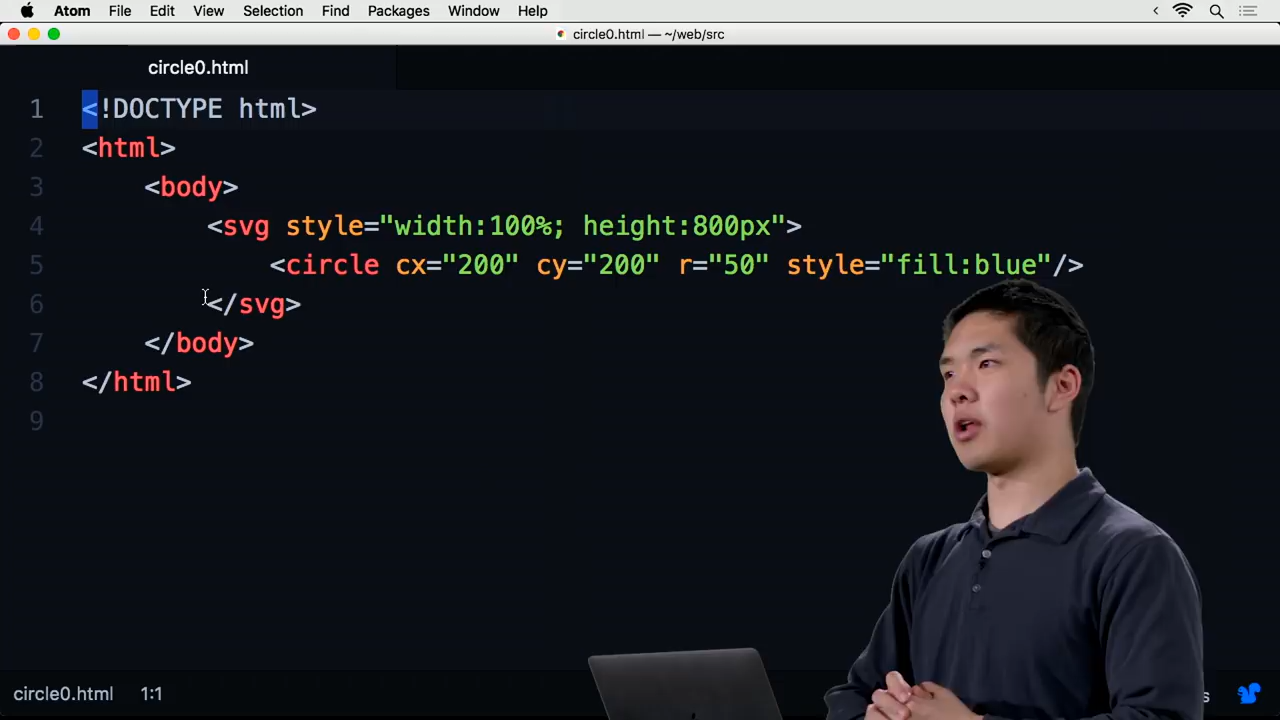 Atom File Edit View Selection Find Packages Window Help
circle0.html — ~/web/src
circle0.html
1 <!DOCTYPE html>
2 <html>
3 <body>
4 <svg style="width:100%; height:800px">
5 <circle cx="200" cy="200" r="50" style="fill:blue"/>
6 </svg>
7 </body>
8 </html>
9
circle0.html 1:1